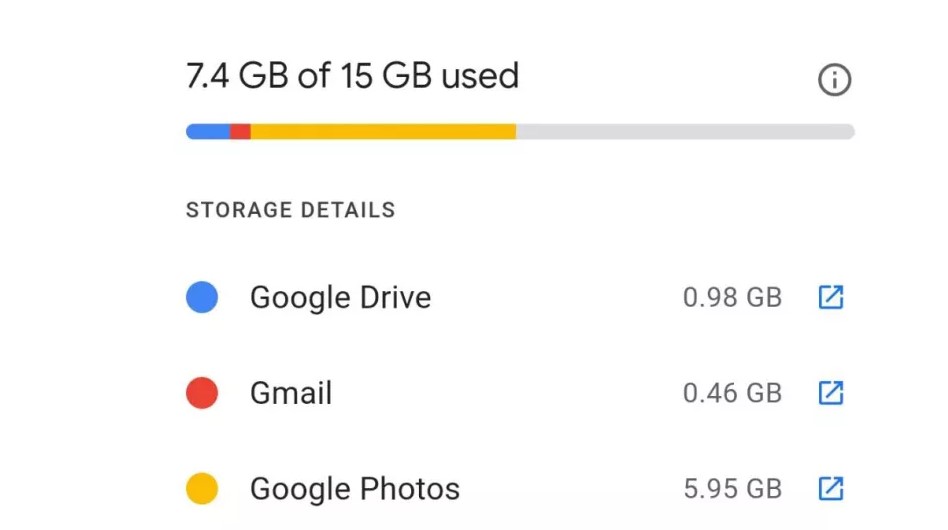 7.4 GB of 15 GB used
STORAGE DETAILS
Google Drive 0.98 GB
Gmail 0.46 GB
Google Photos 5.95 GB